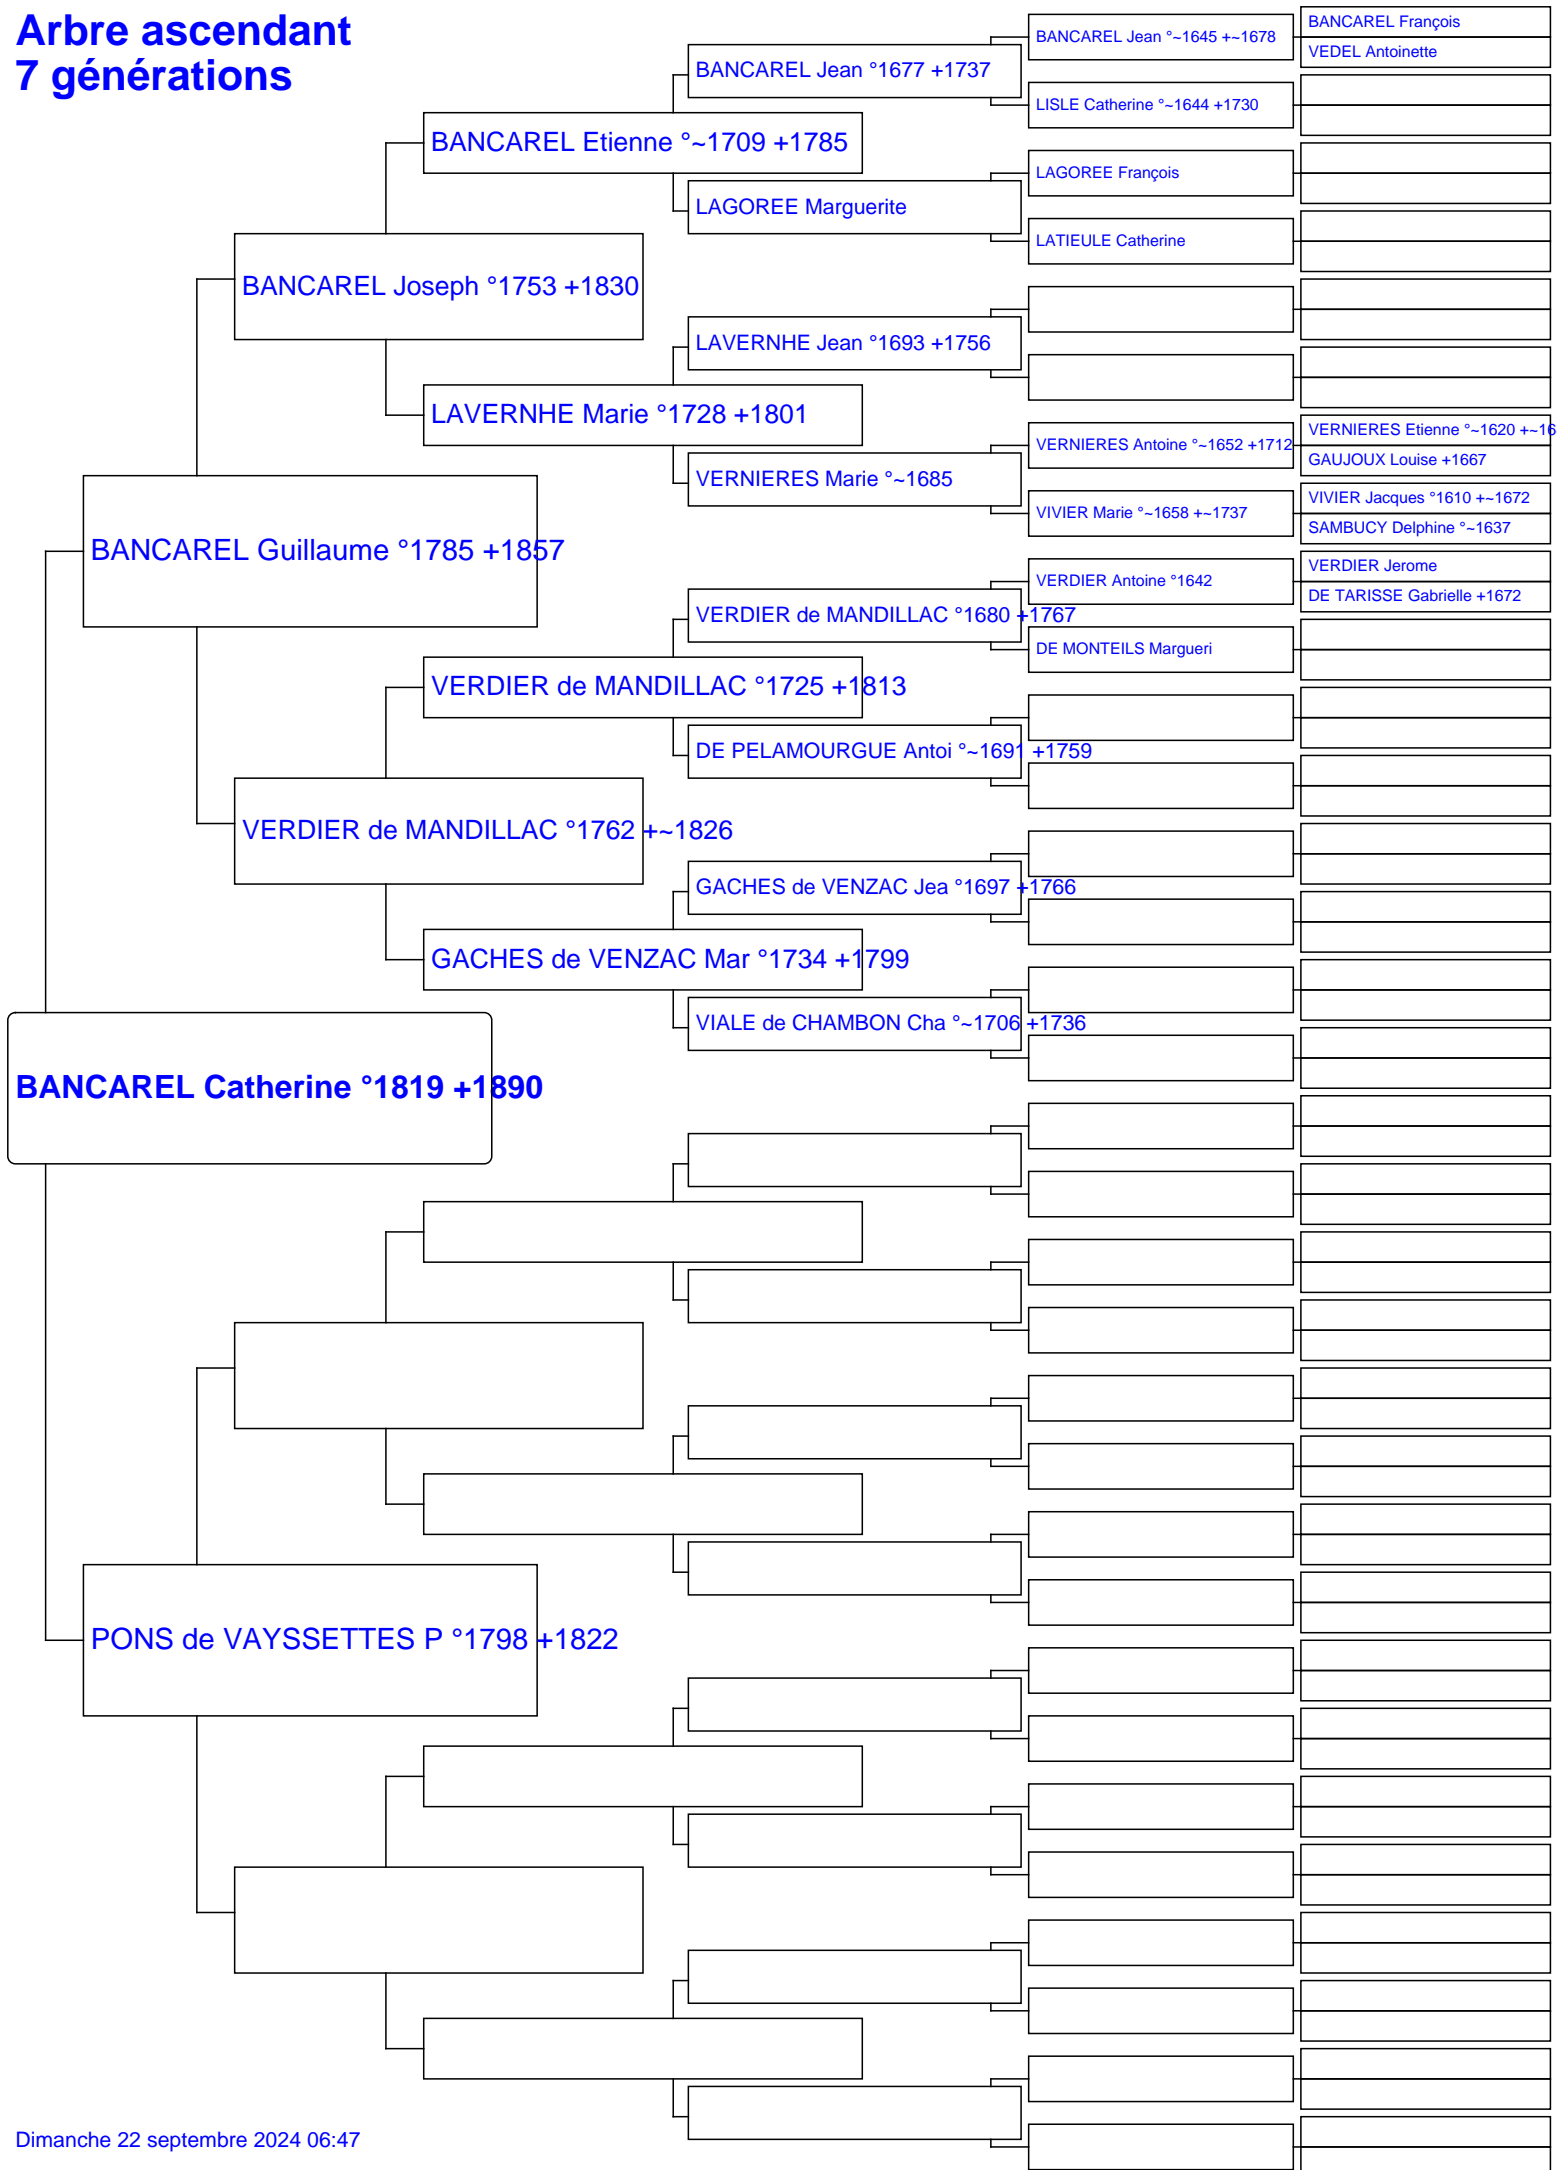 Arbre ascendant
7 générations
BANCAREL François
BANCAREL Jean °~1645 +~1678
VEDEL Antoinette
BANCAREL Jean °1677 +1737
LISLE Catherine °~1644 +1730
BANCAREL Etienne °~1709 +1785
LAGOREE François
LAGOREE Marguerite
LATIEULE Catherine
BANCAREL Joseph °1753 +1830
LAVERNHE Jean °1693 +1756
LAVERNHE Marie °1728 +1801
VERNIERES Etienne °~1620 +~16
VERNIERES Antoine °~1652 +1712
GAUJOUX Louise +1667
VERNIERES Marie °~1685
VIVIER Jacques °1610 +~1672
VIVIER Marie °~1658 +~1737
SAMBUCY Delphine °~1637
BANCAREL Guillaume °1785 +1857
VERDIER Jerome
VERDIER Antoine °1642
DE TARISSE Gabrielle +1672
VERDIER de MANDILLAC °1680 +1767
DE MONTEILS Margueri
VERDIER de MANDILLAC °1725 +1813
DE PELAMOURGUE Antoi °~1691 +1759
VERDIER de MANDILLAC °1762 +~1826
GACHES de VENZAC Jea °1697 +1766
GACHES de VENZAC Mar °1734 +1799
VIALE de CHAMBON Cha °~1706 +1736
BANCAREL Catherine °1819 +1890
PONS de VAYSSETTES P °1798 +1822
Dimanche 22 septembre 2024 06:47